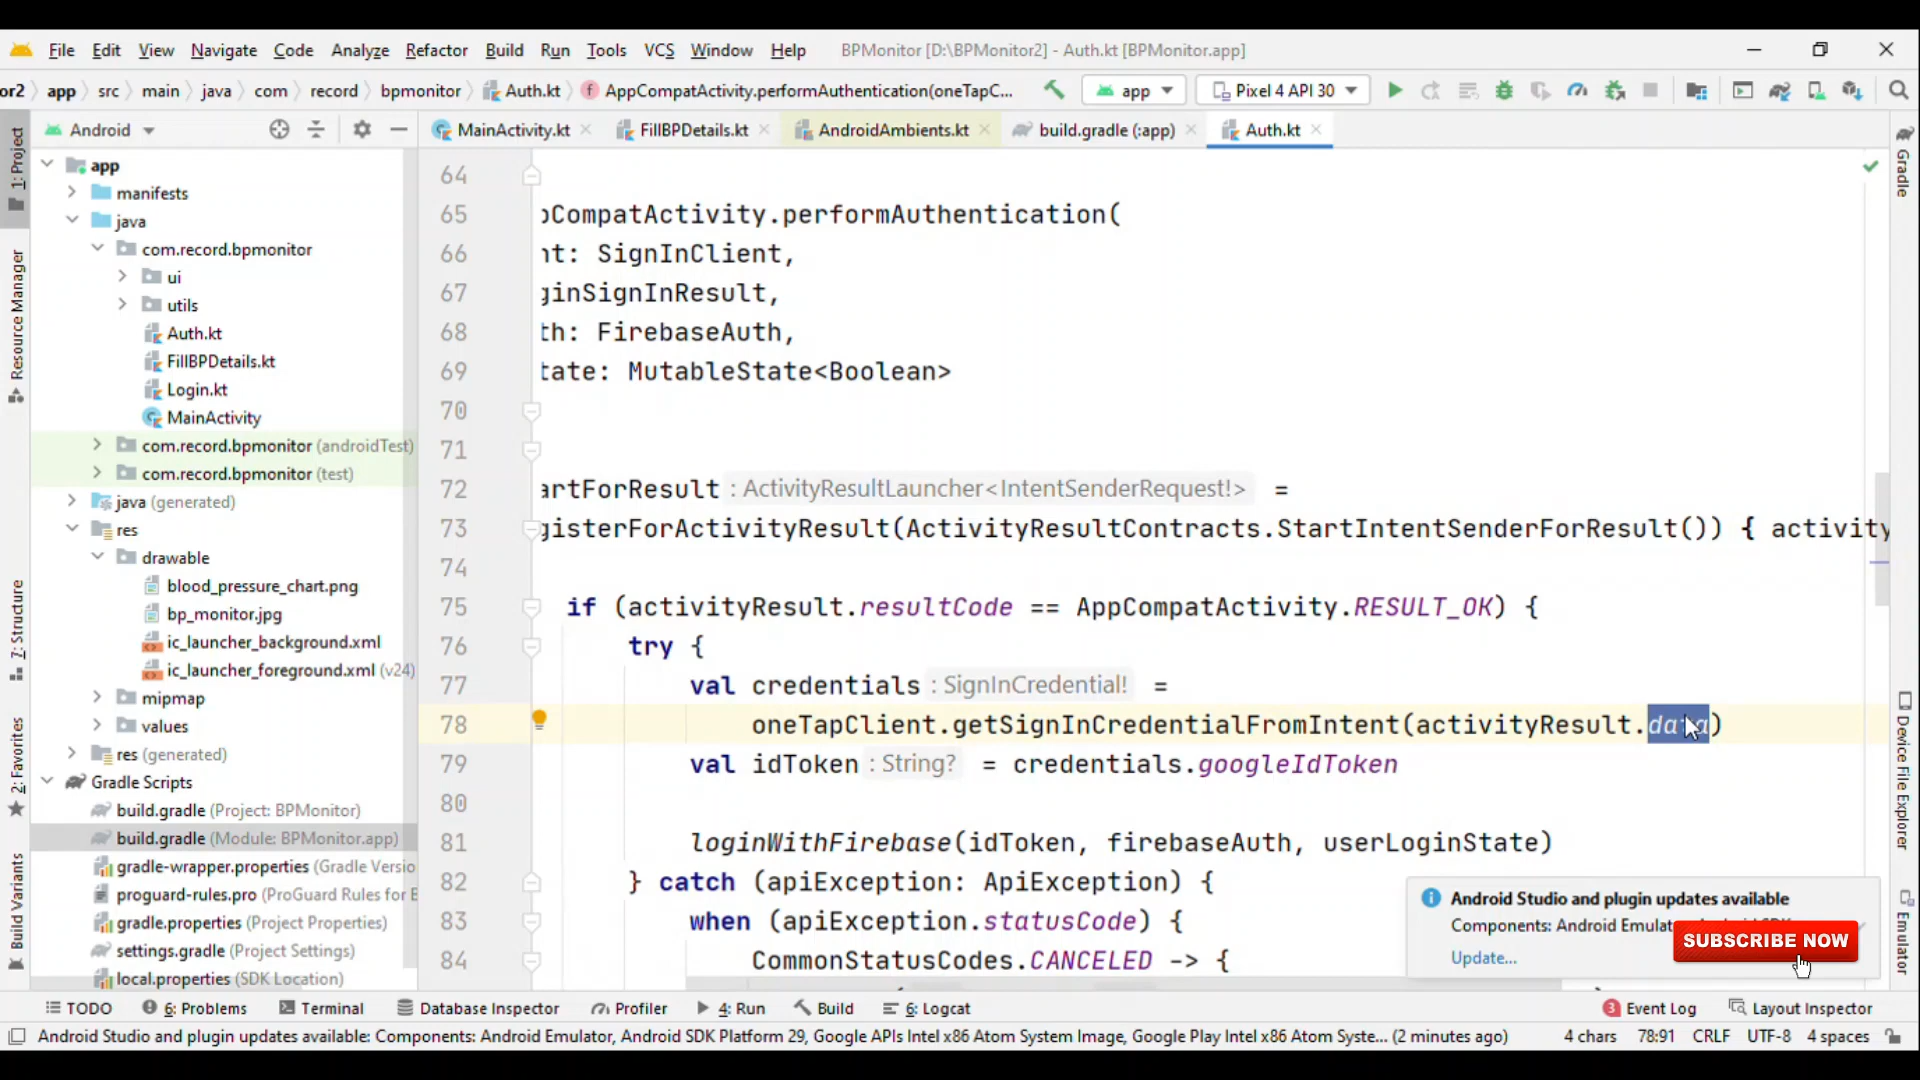 File Edit View Navigate Code Analyze Refactor Build Run Tools VCS Window Help BPMonitor [D:\BPMonitor2] - Auth.kt [BPMonitor.app]
or2 app src main java com record bpmonitor Auth.kt AppCompatActivity.performAuthentication(oneTapC... app Pixel 4 API 30
Android
MainActivity.kt FillBPDetails.kt AndroidAmbients.kt build.gradle (:app) Auth.kt
1: Project
Resource Manager
7: Structure
2: Favorites
Build Variants
app
manifests
java
com.record.bpmonitor
ui
utils
Auth.kt
FillBPDetails.kt
Login.kt
MainActivity
com.record.bpmonitor (androidTest)
com.record.bpmonitor (test)
java (generated)
res
drawable
blood_pressure_chart.png
bp_monitor.jpg
ic_launcher_background.xml
ic_launcher_foreground.xml (v24)
mipmap
values
res (generated)
Gradle Scripts
build.gradle (Project: BPMonitor)
build.gradle (Module: BPMonitor.app)
gradle-wrapper.properties (Gradle Versio
proguard-rules.pro (ProGuard Rules for B
gradle.properties (Project Properties)
settings.gradle (Project Settings)
local.properties (SDK Location)
64
65 CompatActivity.performAuthentication(
66 nt: SignInClient,
67 ginSignInResult,
68 th: FirebaseAuth,
69 tate: MutableState<Boolean>
70
71
72 artForResult : ActivityResultLauncher<IntentSenderRequest!> =
73 gisterForActivityResult(ActivityResultContracts.StartIntentSenderForResult()) { activity
74
75 if (activityResult.resultCode == AppCompatActivity.RESULT_OK) {
76 try {
77 val credentials : SignInCredential! =
78 oneTapClient.getSignInCredentialFromIntent(activityResult.data)
79 val idToken : String? = credentials.googleIdToken
80
81 loginWithFirebase(idToken, firebaseAuth, userLoginState)
82 } catch (apiException: ApiException) {
83 when (apiException.statusCode) {
84 CommonStatusCodes.CANCELED -> {
Gradle
Device File Explorer
Emulator
Android Studio and plugin updates available
Components: Android Emulat
Update...
SUBSCRIBE NOW
TODO 6: Problems Terminal Database Inspector Profiler 4: Run Build 6: Logcat 3 Event Log Layout Inspector
Android Studio and plugin updates available: Components: Android Emulator, Android SDK Platform 29, Google APIs Intel x86 Atom System Image, Google Play Intel x86 Atom Syste... (2 minutes ago) 4 chars 78:91 CRLF UTF-8 4 spaces